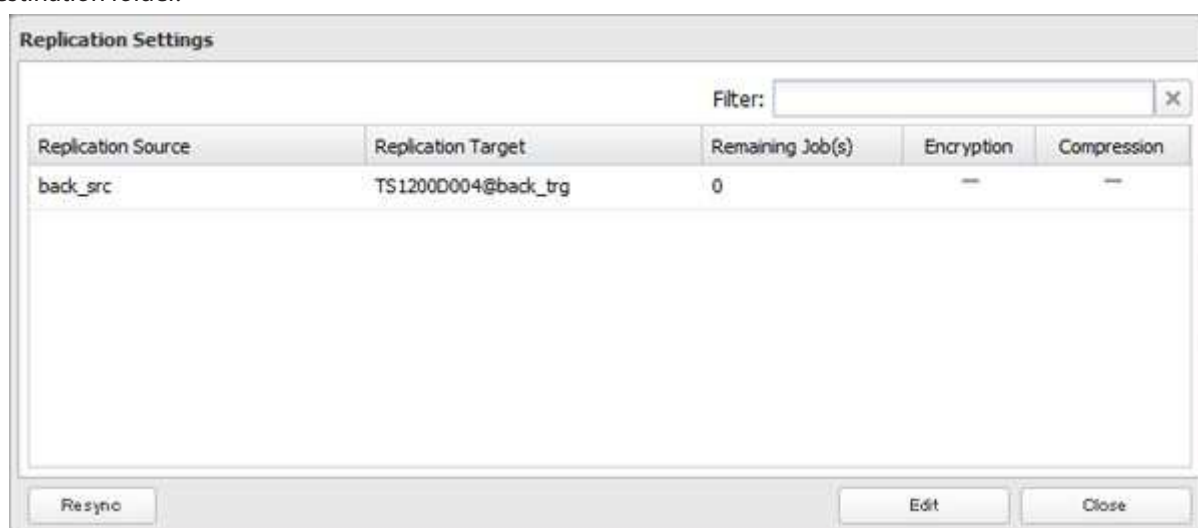 Replication Settings
Filter:
Replication Source Replication Target Remaining Job(s) Encryption Compression
back_src TS1200D004@back_trg 0 — —
Resync Edit Close